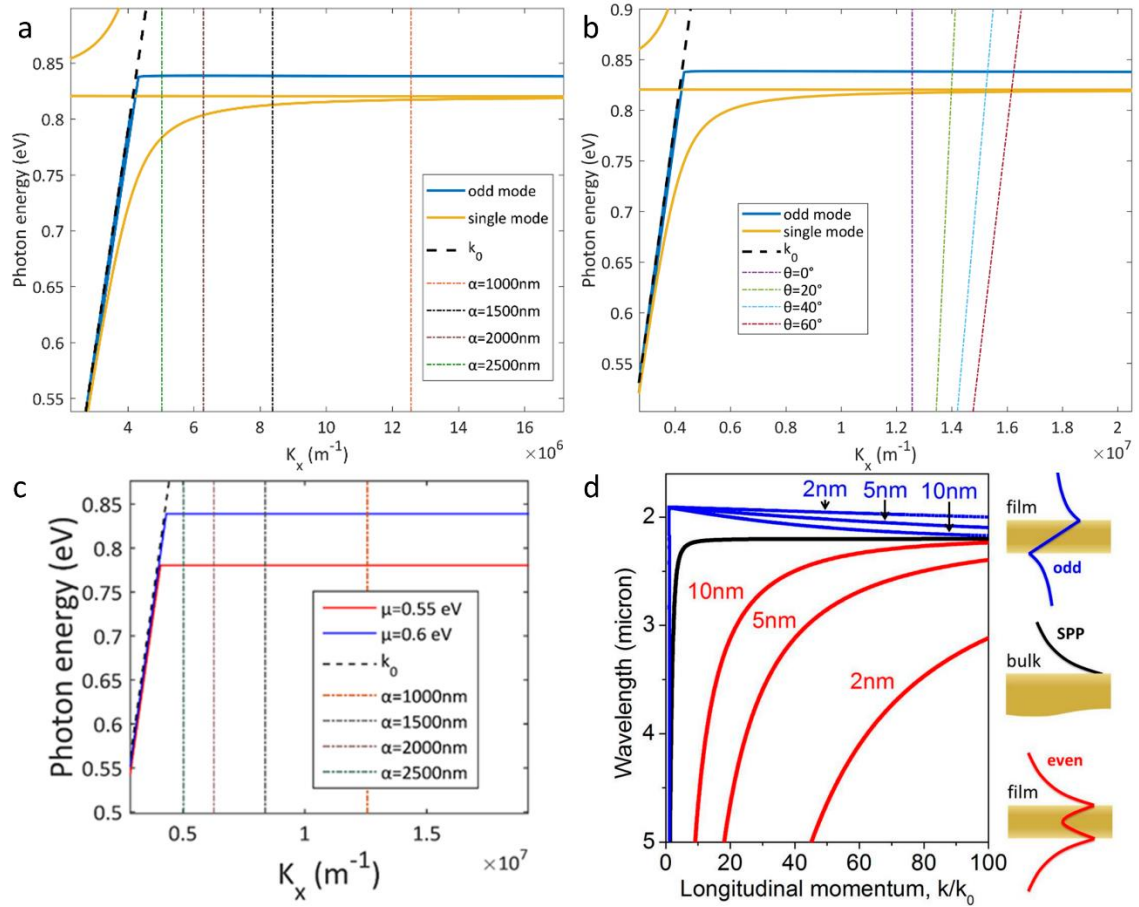 a
Photon energy (eV)
0.85
0.8
0.75
0.7
0.65
0.6
0.55
odd mode
single mode
k0
α=1000nm
α=1500nm
α=2000nm
α=2500nm
4 6 8 10 12 14 16
×10⁶
Kx (m⁻¹)
b
Photon energy (eV)
0.9
0.85
0.8
0.75
0.7
0.65
0.6
0.55
odd mode
single mode
k0
θ=0°
θ=20°
θ=40°
θ=60°
0.4 0.6 0.8 1 1.2 1.4 1.6 1.8 2
×10⁷
Kx (m⁻¹)
c
Photon energy (eV)
0.85
0.8
0.75
0.7
0.65
0.6
0.55
0.5
μ=0.55 eV
μ=0.6 eV
k0
α=1000nm
α=1500nm
α=2000nm
α=2500nm
0.5 1 1.5
×10⁷
Kx (m⁻¹)
d
Wavelength (micron)
2
3
4
5
2nm 5nm 10nm
10nm
5nm
2nm
0 20 40 60 80 100
Longitudinal momentum, k/k0
film
odd
SPP
bulk
even
film